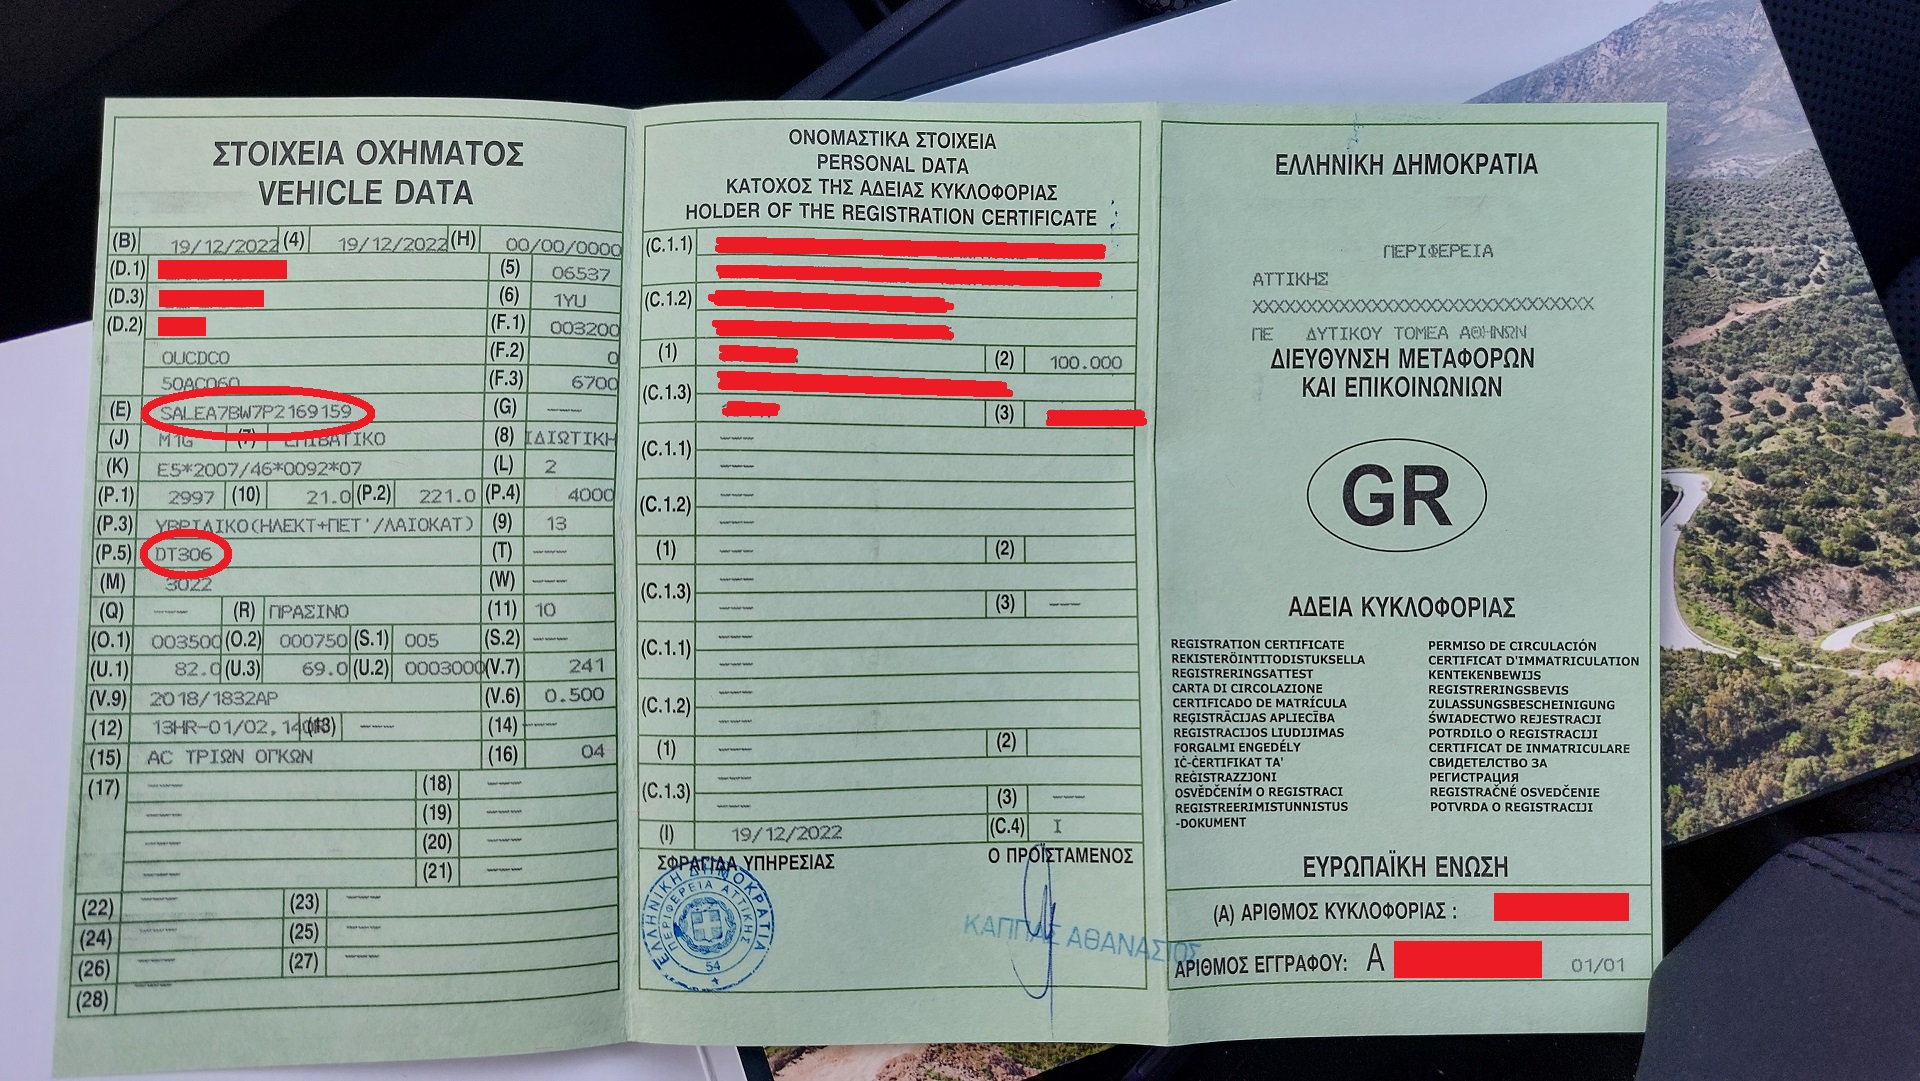 ΣΤΟΙΧΕΙΑ ΟΧΗΜΑΤΟΣ
VEHICLE DATA
(B) 19/12/2022 (4) 19/12/2022 (H) 00/00/0000
(D.1) (5) 06537
(D.3) (6) 1YU
(D.2) (F.1) 003200
OUCDCO (F.2) 0
50AC060 (F.3) 6700
(E) SALEA7BW7P2169159 (G) ----
(J) M1G (7) ΕΠΙΒΑΤΙΚΟ (8) ΙΔΙΩΤΙΚΗ
(K) E5*2007/46*0092*07 (L) 2
(P.1) 2997 (10) 21.0 (P.2) 221.0 (P.4) 4000
(P.3) ΥΒΡΙΔΙΚΟ(ΗΛΕΚΤ+ΠΕΤ'/ΛΑΙΟΚΑΤ) (9) 13
(P.5) DT306 (T) ----
(M) 3022 (W) ----
(Q) ---- (R) ΠΡΑΣΙΝΟ (11) 10
(O.1) 003500 (O.2) 000750 (S.1) 005 (S.2) ----
(U.1) 82.0 (U.3) 69.0 (U.2) 0003000 (V.7) 241
(V.9) 2018/1832AP (V.6) 0.500
(12) 13HR-01/02,14 (13) ---- (14) ----
(15) AC ΤΡΙΩΝ ΟΓΚΩΝ (16) 04
(17) ---- (18) ----
---- (19) ----
---- (20) ----
---- (21) ----
(22) ---- (23) ----
(24) ---- (25) ----
(26) ---- (27) ----
(28) ----
ΟΝΟΜΑΣΤΙΚΑ ΣΤΟΙΧΕΙΑ
PERSONAL DATA
ΚΑΤΟΧΟΣ ΤΗΣ ΑΔΕΙΑΣ ΚΥΚΛΟΦΟΡΙΑΣ
HOLDER OF THE REGISTRATION CERTIFICATE
(C.1.1)
(C.1.2)
(1) (2) 100.000
(C.1.3)
(3)
(C.1.1) ----
----
(C.1.2) ----
----
(1) ---- (2)
(C.1.3) ----
---- (3) ----
(C.1.1) ----
----
(C.1.2) ----
----
(1) ---- (2)
(C.1.3) ----
---- (3) ----
(I) 19/12/2022 (C.4) I
ΣΦΡΑΓΙΔΑ ΥΠΗΡΕΣΙΑΣ Ο ΠΡΟΪΣΤΑΜΕΝΟΣ
ΕΛΛΗΝΙΚΗ ΔΗΜΟΚΡΑΤΙΑ
ΠΕΡΙΦΕΡΕΙΑ ΑΤΤΙΚΗΣ
54
ΚΑΠΠΑΣ ΑΘΑΝΑΣΙΟΣ
ΕΛΛΗΝΙΚΗ ΔΗΜΟΚΡΑΤΙΑ
ΠΕΡΙΦΕΡΕΙΑ
ΑΤΤΙΚΗΣ
XXXXXXXXXXXXXXXXXXXXXXXXXXXXXXXX
ΠΕ ΔΥΤΙΚΟΥ ΤΟΜΕΑ ΑΘΗΝΩΝ
ΔΙΕΥΘΥΝΣΗ ΜΕΤΑΦΟΡΩΝ
ΚΑΙ ΕΠΙΚΟΙΝΩΝΙΩΝ
GR
ΑΔΕΙΑ ΚΥΚΛΟΦΟΡΙΑΣ
REGISTRATION CERTIFICATE
REKISTERÖINTITODISTUKSELLA
REGISTRERINGSATTEST
CARTA DI CIRCOLAZIONE
CERTIFICADO DE MATRÍCULA
REĢISTRĀCIJAS APLIECĪBA
REGISTRACIJOS LIUDIJIMAS
FORGALMI ENGEDÉLY
IČ-ĊERTIFIKAT TA'
REĠISTRAZZJONI
OSVĚDČENÍM O REGISTRACI
REGISTREERIMISTUNNISTUS
-DOKUMENT
PERMISO DE CIRCULACIÓN
CERTIFICAT D'IMMATRICULATION
KENTEKENBEWIJS
REGISTRERINGSBEVIS
ZULASSUNGSBESCHEINIGUNG
ŚWIADECTWO REJESTRACJI
POTRDILO O REGISTRACIJI
CERTIFICAT DE INMATRICULARE
СВИДЕТЕЛСТВО ЗА
РЕГИСТРАЦИЯ
REGISTRAČNÉ OSVEDČENIE
POTVRDA O REGISTRACIJI
ΕΥΡΩΠΑΪΚΗ ΕΝΩΣΗ
(A) ΑΡΙΘΜΟΣ ΚΥΚΛΟΦΟΡΙΑΣ :
ΑΡΙΘΜΟΣ ΕΓΓΡΑΦΟΥ: A 01/01